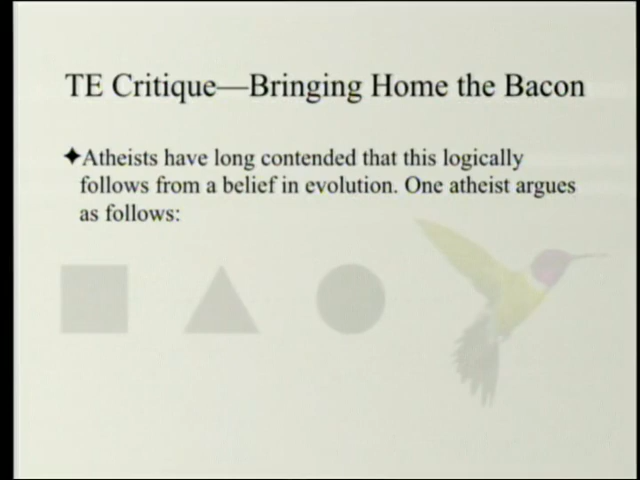 TE Critique—Bringing Home the Bacon
✦Atheists have long contended that this logically
follows from a belief in evolution. One atheist argues
as follows: